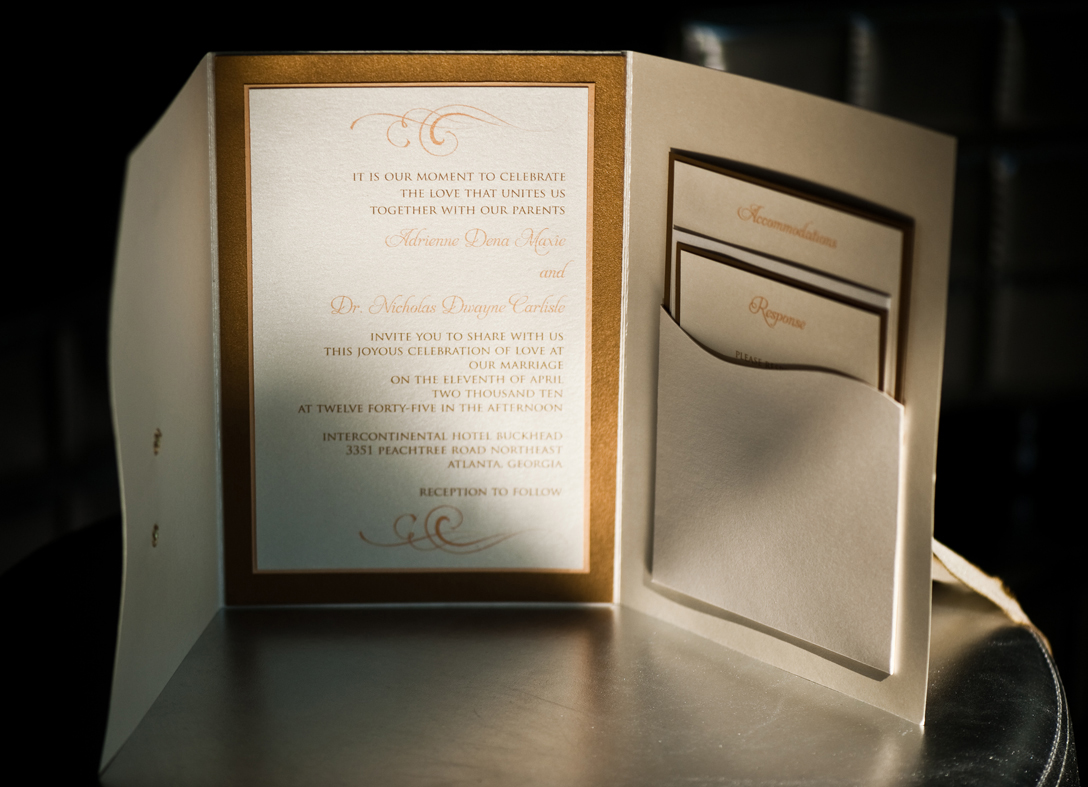 IT IS OUR MOMENT TO CELEBRATE
THE LOVE THAT UNITES US
TOGETHER WITH OUR PARENTS
Adrienne Dena Maxie
and
Dr. Nicholas Dwayne Carlisle
INVITE YOU TO SHARE WITH US
THIS JOYOUS CELEBRATION OF LOVE AT
OUR MARRIAGE
ON THE ELEVENTH OF APRIL
TWO THOUSAND TEN
AT TWELVE FORTY-FIVE IN THE AFTERNOON
INTERCONTINENTAL HOTEL BUCKHEAD
3351 PEACHTREE ROAD NORTHEAST
ATLANTA, GEORGIA
RECEPTION TO FOLLOW
Accommodations
Response
PLEASE